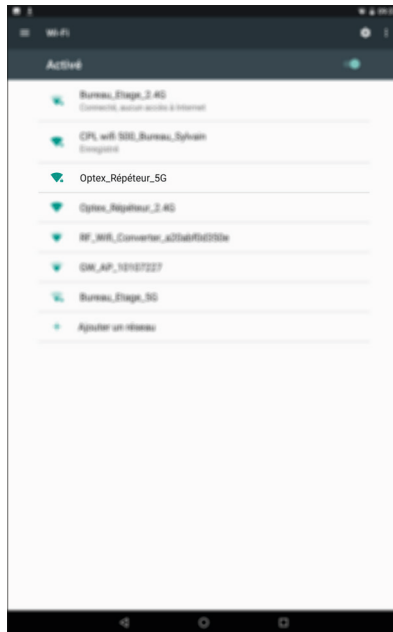 Wi-Fi
Activé
Bureau_Etage_2.4G
Connecté, aucun accès à Internet
CPL wifi 500_Bureau_Sylvain
Enregistré
Optex_Répéteur_5G
Optex_Répéteur_2.4G
GW_AP_10107227
Bureau_Etage_5G
Ajouter un réseau